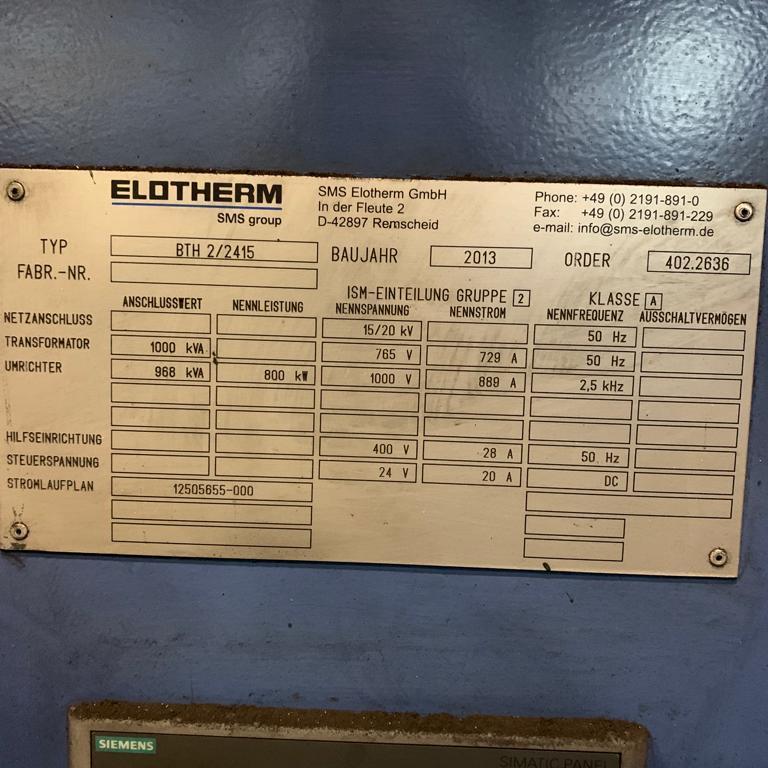 ELOTHERM
SMS group
SMS Elotherm GmbH
In der Fleute 2
D-42897 Remscheid
Phone: +49 (0) 2191-891-0
Fax: +49 (0) 2191-891-229
e-mail: info@sms-elotherm.de
TYP BTH 2/2415 BAUJAHR 2013 ORDER 402.2636
FABR.-NR.
ISM-EINTEILUNG GRUPPE 2 KLASSE A
ANSCHLUSSWERT NENNLEISTUNG NENNSPANNUNG NENNSTROM NENNFREQUENZ AUSSCHALTVERMÖGEN
NETZANSCHLUSS 15/20 kV 50 Hz
TRANSFORMATOR 1000 kVA 765 V 729 A 50 Hz
UMRICHTER 968 kVA 800 kW 1000 V 889 A 2,5 kHz
HILFSEINRICHTUNG 400 V 28 A 50 Hz
STEUERSPANNUNG 24 V 20 A DC
STROMLAUFPLAN 12505655-000
SIEMENS
SIMATIC PANEL